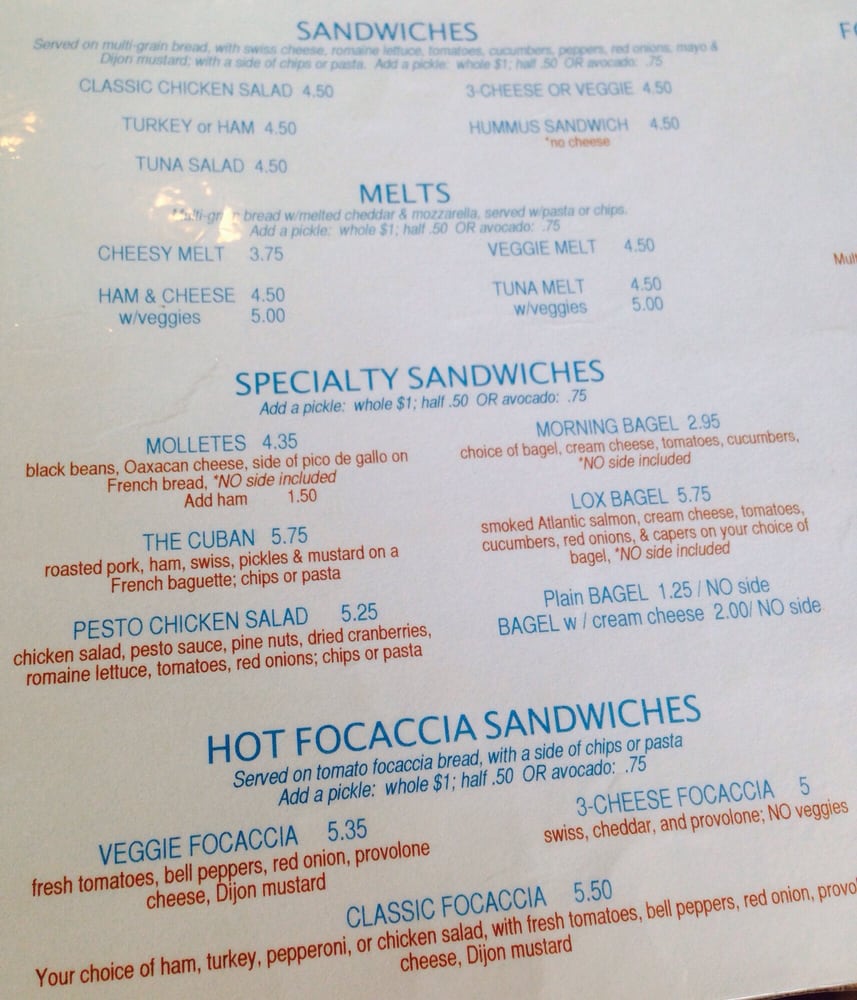 SANDWICHES
Served on multi-grain bread, with swiss cheese, romaine lettuce, tomatoes, cucumbers, peppers, red onions, mayo &
Dijon mustard; with a side of chips or pasta. Add a pickle: whole $1; half .50 OR avocado: .75
CLASSIC CHICKEN SALAD 4.50
3-CHEESE OR VEGGIE 4.50
TURKEY or HAM 4.50
HUMMUS SANDWICH 4.50
*no cheese
TUNA SALAD 4.50
MELTS
bread w/melted cheddar & mozzarella, served w/pasta or chips.
Add a pickle: whole $1; half .50 OR avocado: .75
CHEESY MELT 3.75
VEGGIE MELT 4.50
HAM & CHEESE 4.50
w/veggies 5.00
TUNA MELT 4.50
w/veggies 5.00
SPECIALTY SANDWICHES
Add a pickle: whole $1; half .50 OR avocado: .75
MOLLETES 4.35
black beans, Oaxacan cheese, side of pico de gallo on
French bread, *NO side included
Add ham 1.50
MORNING BAGEL 2.95
choice of bagel, cream cheese, tomatoes, cucumbers,
*NO side included
THE CUBAN 5.75
roasted pork, ham, swiss, pickles & mustard on a
French baguette; chips or pasta
LOX BAGEL 5.75
smoked Atlantic salmon, cream cheese, tomatoes,
cucumbers, red onions, & capers on your choice of
bagel, *NO side included
PESTO CHICKEN SALAD 5.25
chicken salad, pesto sauce, pine nuts, dried cranberries,
romaine lettuce, tomatoes, red onions; chips or pasta
Plain BAGEL 1.25 / NO side
BAGEL w / cream cheese 2.00/ NO side
HOT FOCACCIA SANDWICHES
Served on tomato focaccia bread, with a side of chips or pasta
Add a pickle: whole $1; half .50 OR avocado: .75
VEGGIE FOCACCIA 5.35
fresh tomatoes, bell peppers, red onion, provolone
cheese, Dijon mustard
3-CHEESE FOCACCIA 5
swiss, cheddar, and provolone; NO veggies
CLASSIC FOCACCIA 5.50
Your choice of ham, turkey, pepperoni, or chicken salad, with fresh tomatoes, bell peppers, red onion,
cheese, Dijon mustard